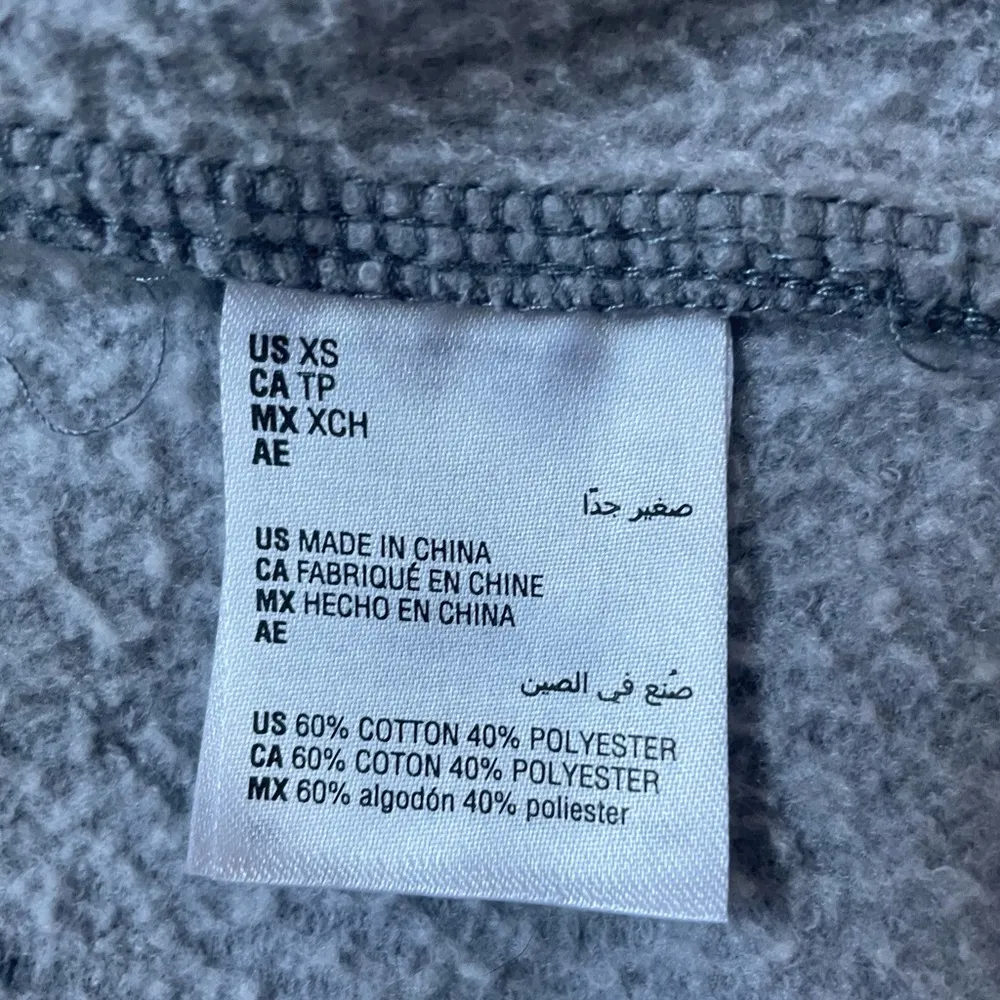 US XS
CA TP
MX XCH
AE
صغير جدًا
US MADE IN CHINA
CA FABRIQUÉ EN CHINE
MX HECHO EN CHINA
AE
صُنع في الصين
US 60% COTTON 40% POLYESTER
CA 60% COTON 40% POLYESTER
MX 60% algodón 40% poliester